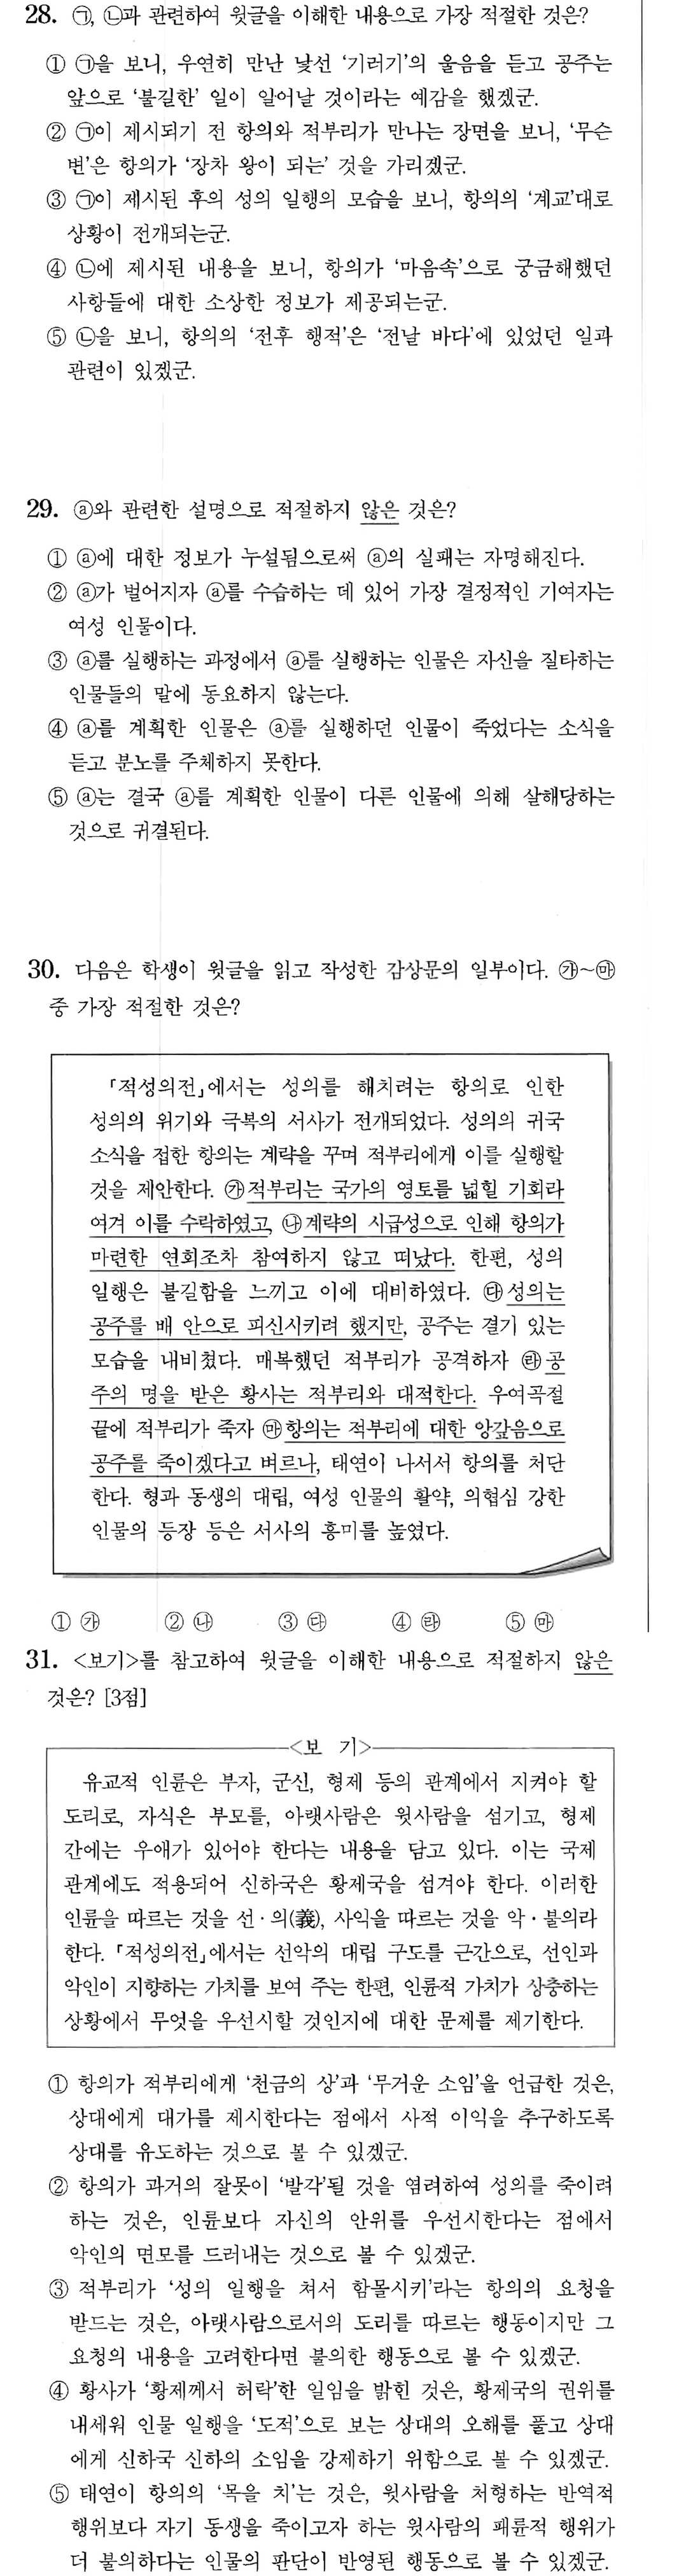 28. ㉠, ㉡과 관련하여 윗글을 이해한 내용으로 가장 적절한 것은?
① ㉠을 보니, 우연히 만난 낯선 '기러기'의 울음을 듣고 공주는
앞으로 '불길한' 일이 일어날 것이라는 예감을 했겠군.
② ㉠이 제시되기 전 항의와 적부리가 만나는 장면을 보니, '무슨
변'은 항의가 '장차 왕이 되는' 것을 가리겠군.
③ ㉠이 제시된 후의 성의 일행의 모습을 보니, 항의의 '계교'대로
상황이 전개되는군.
④ ㉡에 제시된 내용을 보니, 항의가 '마음속'으로 궁금해했던
사항들에 대한 소상한 정보가 제공되는군.
⑤ ㉡을 보니, 항의의 '전후 행적'은 '전날 바다'에 있었던 일과
관련이 있겠군.
29. ⓐ와 관련한 설명으로 적절하지 않은 것은?
① ⓐ에 대한 정보가 누설됨으로써 ⓐ의 실패는 자명해진다.
② ⓐ가 벌어지자 ⓐ를 수습하는 데 있어 가장 결정적인 기여자는
여성 인물이다.
③ ⓐ를 실행하는 과정에서 ⓐ를 실행하는 인물은 자신을 질타하는
인물들의 말에 동요하지 않는다.
④ ⓐ를 계획한 인물은 ⓐ를 실행하던 인물이 죽었다는 소식을
듣고 분노를 주체하지 못한다.
⑤ ⓐ는 결국 ⓐ를 계획한 인물이 다른 인물에 의해 살해당하는
것으로 귀결된다.
30. 다음은 학생이 윗글을 읽고 작성한 감상문의 일부이다. ㉮~㉲
중 가장 적절한 것은?
「적성의전」에서는 성의를 해치려는 항의로 인한
성의의 위기와 극복의 서사가 전개되었다. 성의의 귀국
소식을 접한 항의는 계략을 꾸며 적부리에게 이를 실행할
것을 제안한다. ㉮적부리는 국가의 영토를 넓힐 기회라
여겨 이를 수락하였고, ㉯계략의 시급성으로 인해 항의가
마련한 연회조차 참여하지 않고 떠났다. 한편, 성의
일행은 불길함을 느끼고 이에 대비하였다. ㉰성의는
공주를 배 안으로 피신시키려 했지만, 공주는 결기 있는
모습을 내비쳤다. 매복했던 적부리가 공격하자 ㉱공
주의 명을 받은 황사는 적부리와 대적한다. 우여곡절
끝에 적부리가 죽자 ㉲항의는 적부리에 대한 앙갚음으로
공주를 죽이겠다고 벼르나, 태연이 나서서 항의를 처단
한다. 형과 동생의 대립, 여성 인물의 활약, 의협심 강한
인물의 등장 등은 서사의 흥미를 높였다.
① ㉮ ② ㉯ ③ ㉰ ④ ㉱ ⑤ ㉲
31. <보기>를 참고하여 윗글을 이해한 내용으로 적절하지 않은
것은? [3점]
<보 기>
유교적 인륜은 부자, 군신, 형제 등의 관계에서 지켜야 할
도리로, 자식은 부모를, 아랫사람은 윗사람을 섬기고, 형제
간에는 우애가 있어야 한다는 내용을 담고 있다. 이는 국제
관계에도 적용되어 신하국은 황제국을 섬겨야 한다. 이러한
인륜을 따르는 것을 선·의(義), 사익을 따르는 것을 악·불의라
한다. 「적성의전」에서는 선악의 대립 구도를 근간으로, 선인과
악인이 지향하는 가치를 보여 주는 한편, 인륜적 가치가 상충하는
상황에서 무엇을 우선시할 것인지에 대한 문제를 제기한다.
① 항의가 적부리에게 '천금의 상'과 '무거운 소임'을 언급한 것은,
상대에게 대가를 제시한다는 점에서 사적 이익을 추구하도록
상대를 유도하는 것으로 볼 수 있겠군.
② 항의가 과거의 잘못이 '발각'될 것을 염려하여 성의를 죽이려
하는 것은, 인륜보다 자신의 안위를 우선시한다는 점에서
악인의 면모를 드러내는 것으로 볼 수 있겠군.
③ 적부리가 '성의 일행을 쳐서 함몰시키'라는 항의의 요청을
받드는 것은, 아랫사람으로서의 도리를 따르는 행동이지만 그
요청의 내용을 고려한다면 불의한 행동으로 볼 수 있겠군.
④ 황사가 '황제께서 허락'한 일임을 밝힌 것은, 황제국의 권위를
내세워 인물 일행을 '도적'으로 보는 상대의 오해를 풀고 상대
에게 신하국 신하의 소임을 강제하기 위함으로 볼 수 있겠군.
⑤ 태연이 항의의 '목을 치'는 것은, 윗사람을 처형하는 반역적
행위보다 자기 동생을 죽이고자 하는 윗사람의 패륜적 행위가
더 불의하다는 인물의 판단이 반영된 행동으로 볼 수 있겠군.